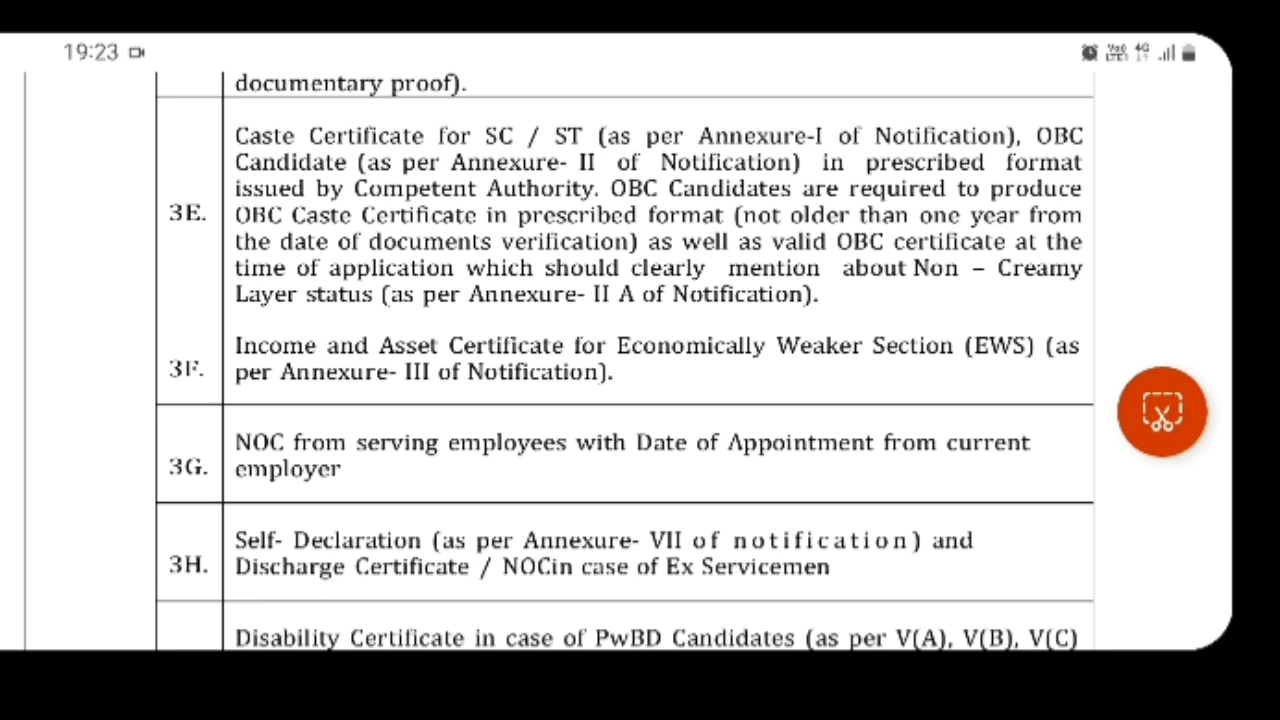 19:23
documentary proof).
Caste Certificate for SC / ST (as per Annexure-I of Notification), OBC
Candidate (as per Annexure- II of Notification) in prescribed format
issued by Competent Authority. OBC Candidates are required to produce
3E. OBC Caste Certificate in prescribed format (not older than one year from
the date of documents verification) as well as valid OBC certificate at the
time of application which should clearly mention about Non – Creamy
Layer status (as per Annexure- II A of Notification).
Income and Asset Certificate for Economically Weaker Section (EWS) (as
3F. per Annexure- III of Notification).
NOC from serving employees with Date of Appointment from current
3G. employer
Self- Declaration (as per Annexure- VII of notification) and
3H. Discharge Certificate / NOCin case of Ex Servicemen
Disability Certificate in case of PwBD Candidates (as per V(A), V(B), V(C)